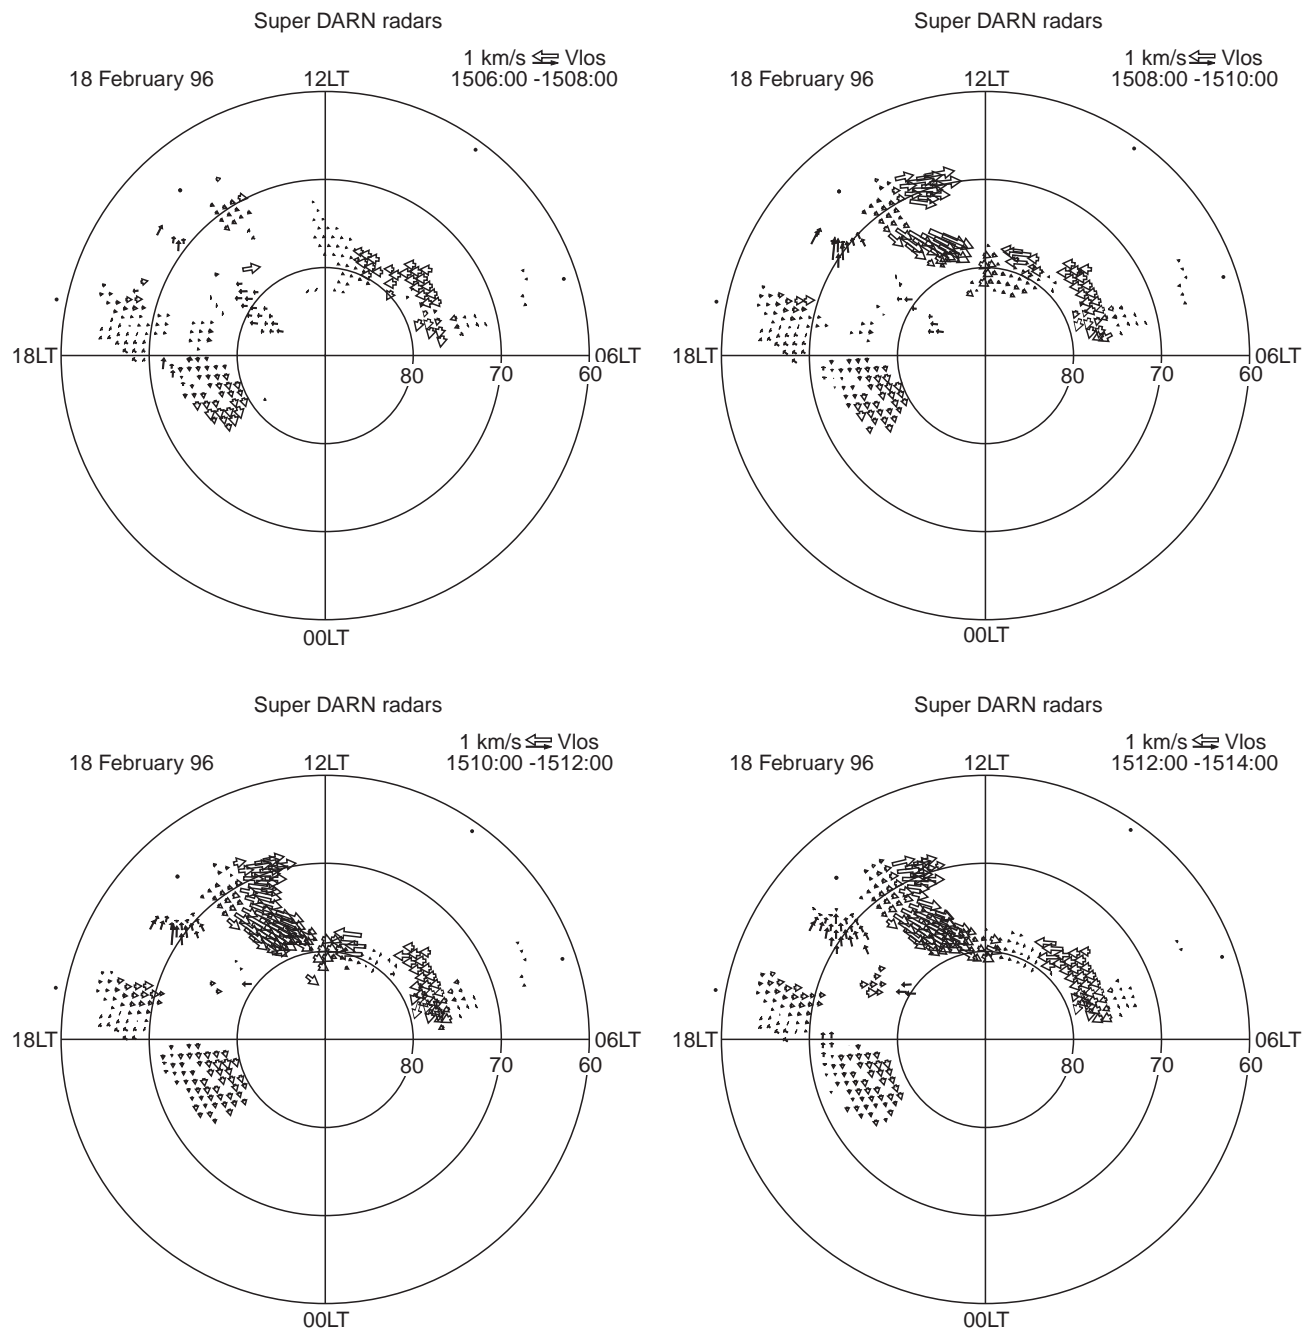 Super DARN radars
1 km/s Vlos
18 February 96 12LT 1506:00 -1508:00
18LT 06LT
80 70 60
00LT
Super DARN radars
1 km/s Vlos
18 February 96 12LT 1508:00 -1510:00
18LT 06LT
80 70 60
00LT
Super DARN radars
1 km/s Vlos
18 February 96 12LT 1510:00 -1512:00
18LT 06LT
80 70 60
00LT
Super DARN radars
1 km/s Vlos
18 February 96 12LT 1512:00 -1514:00
18LT 06LT
80 70 60
00LT